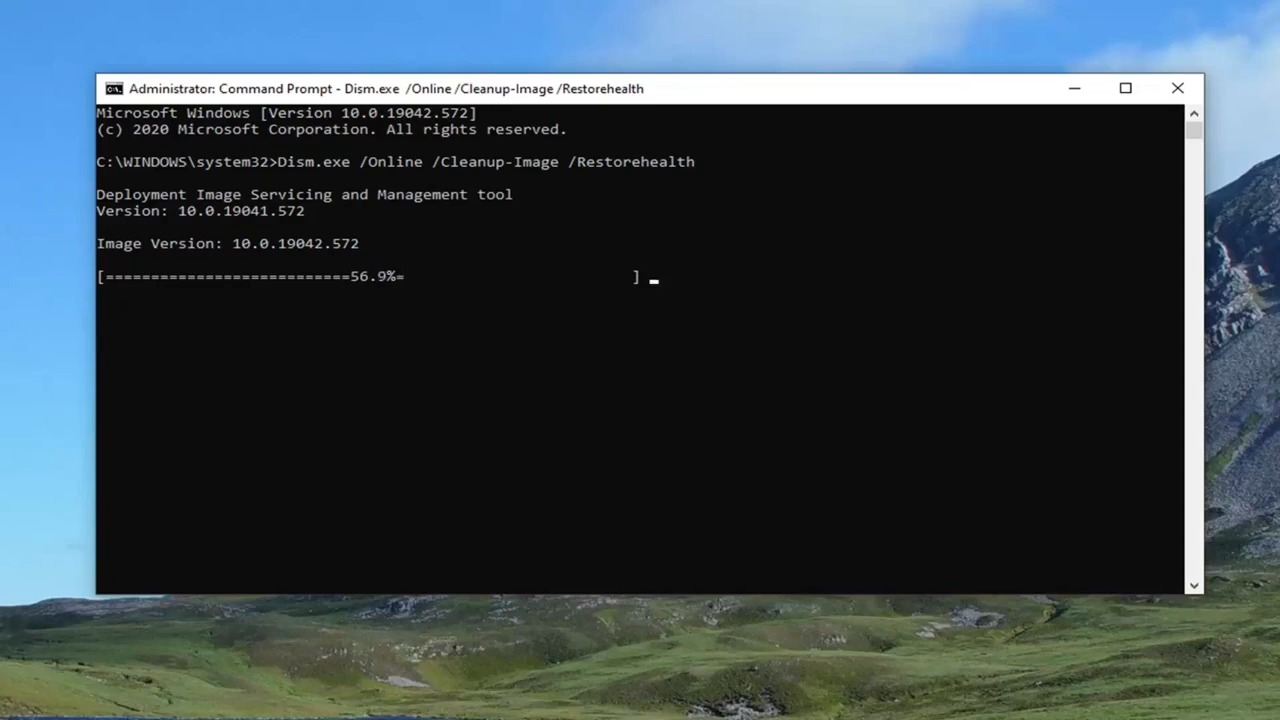 Administrator: Command Prompt - Dism.exe  /Online /Cleanup-Image /Restorehealth
Microsoft Windows [Version 10.0.19042.572]
(c) 2020 Microsoft Corporation. All rights reserved.
C:\WINDOWS\system32>Dism.exe /Online /Cleanup-Image /Restorehealth
Deployment Image Servicing and Management tool
Version: 10.0.19041.572
Image Version: 10.0.19042.572
[===========================56.9%=                          ]